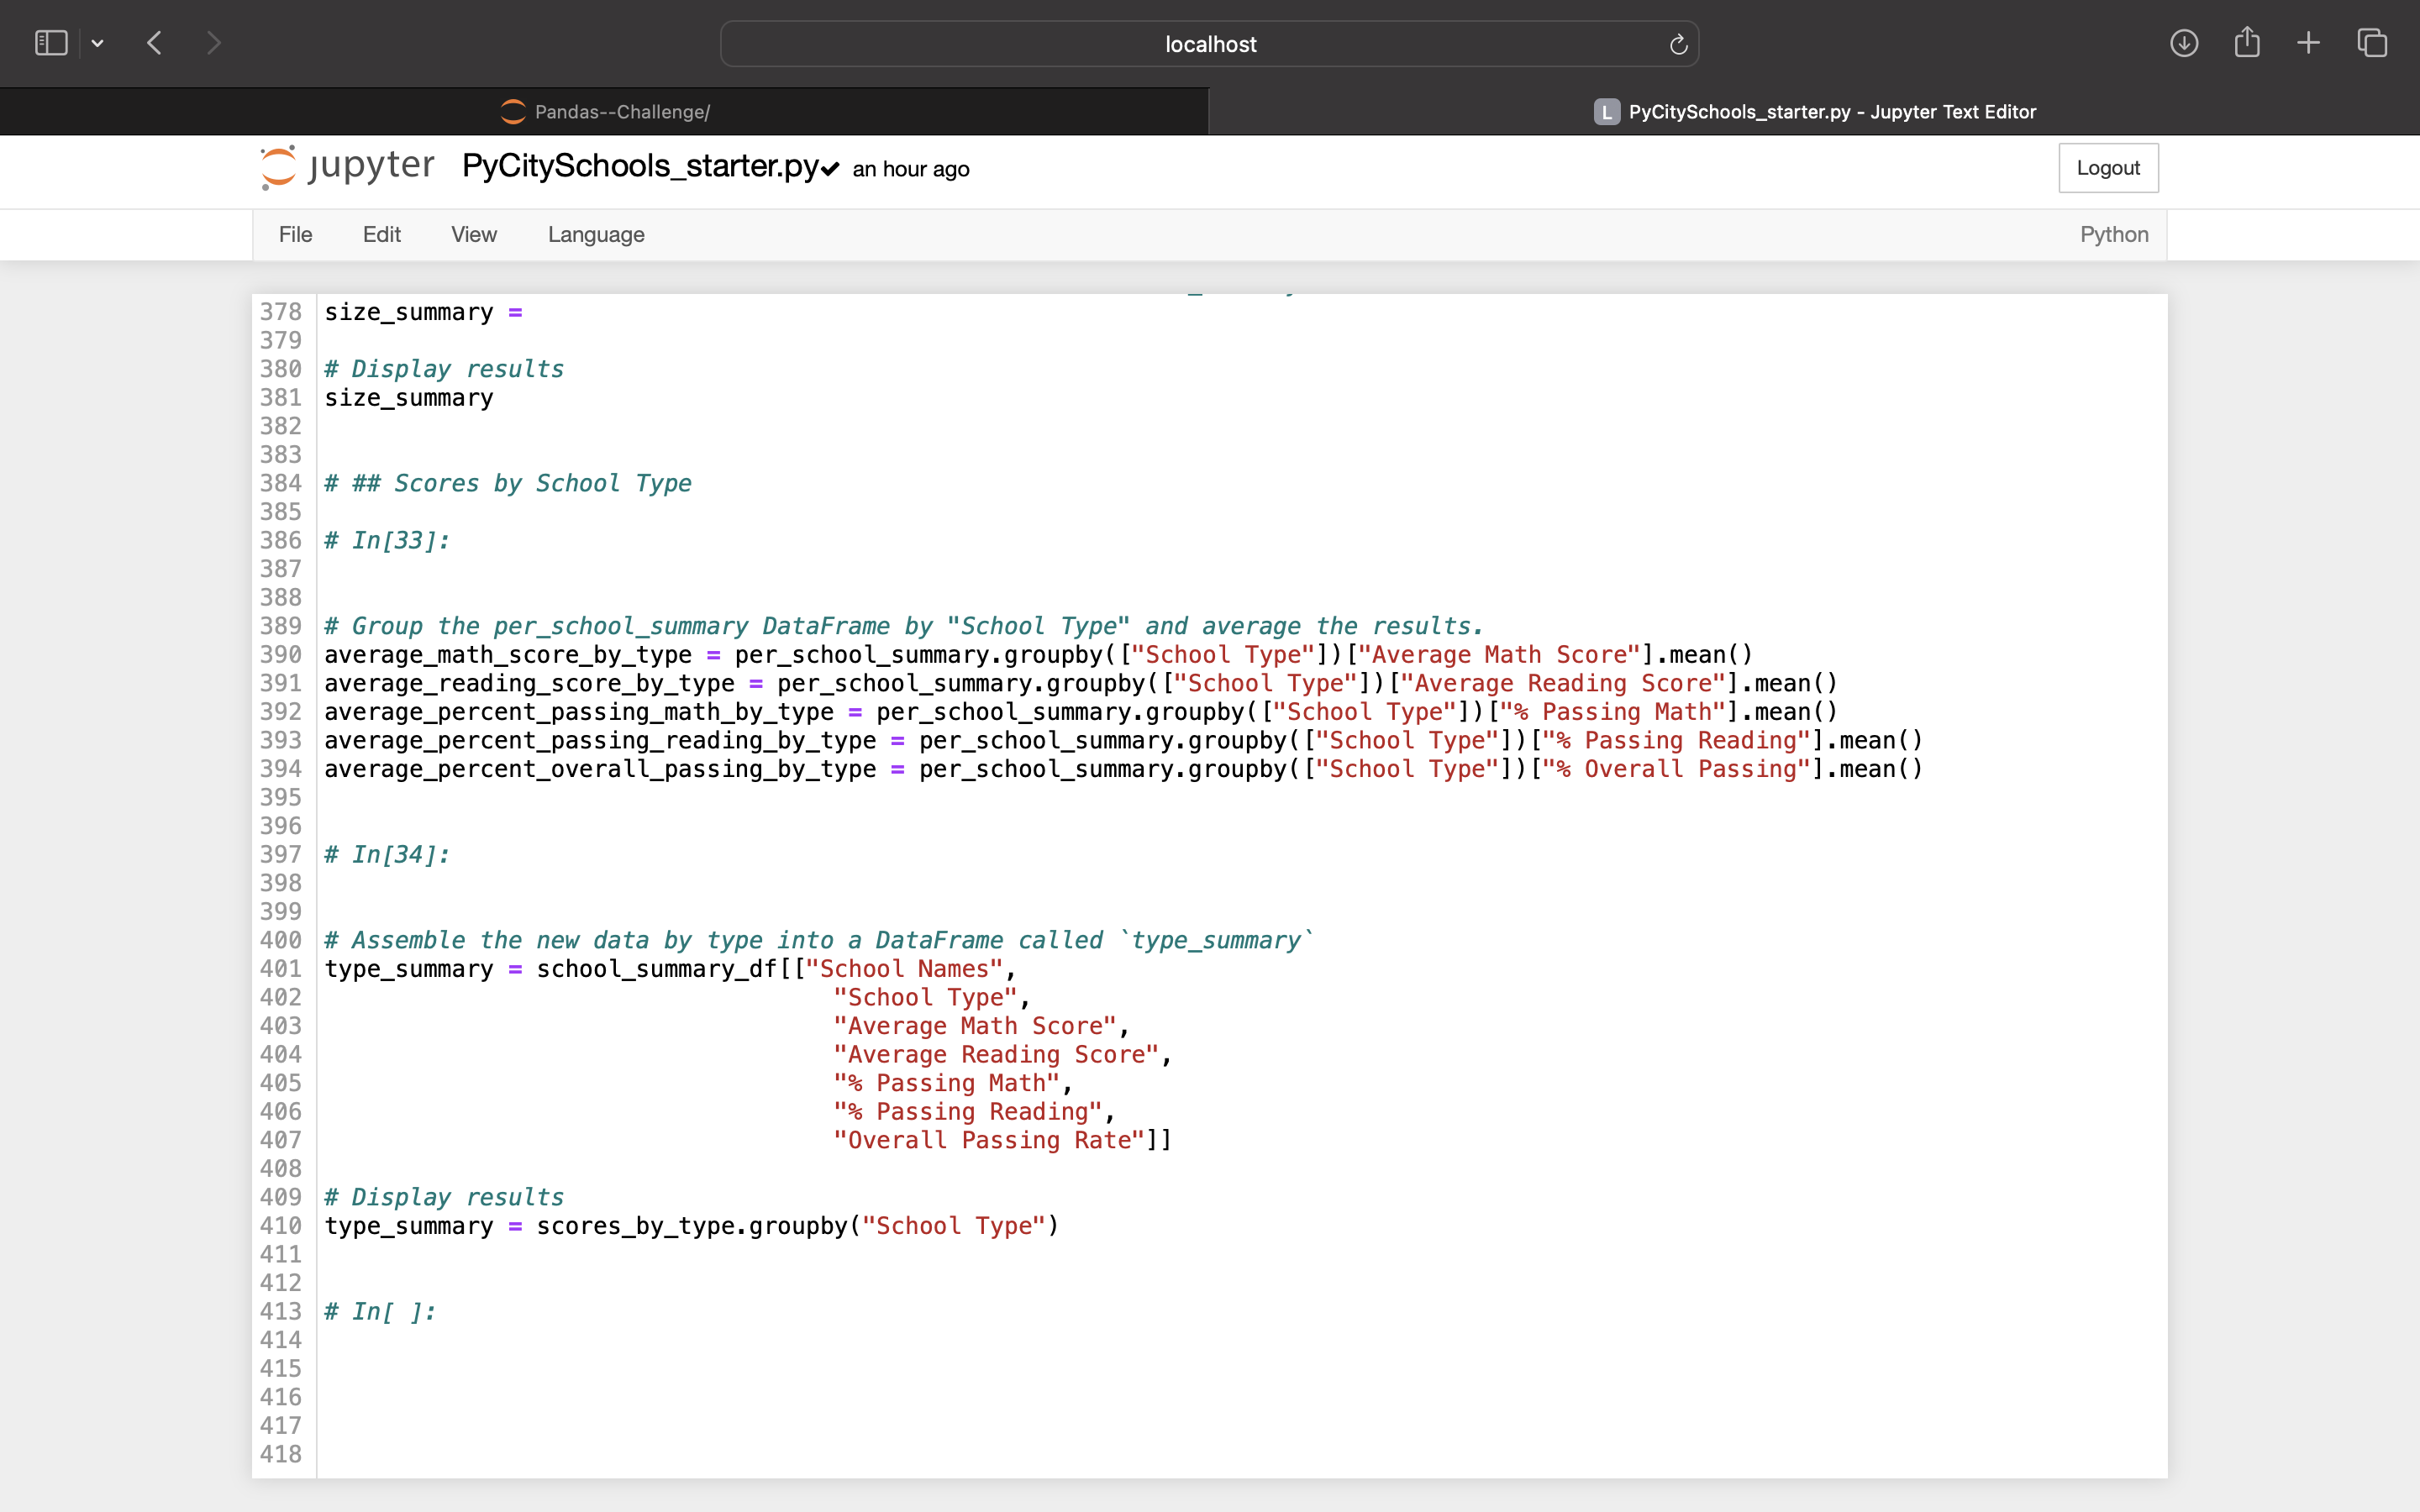 localhost
Pandas--Challenge/
L PyCitySchools_starter.py - Jupyter Text Editor
jupyter PyCitySchools_starter.py✔ an hour ago
Logout
File Edit View Language Python
378 size_summary =
379
380 # Display results
381 size_summary
382
383
384 # ## Scores by School Type
385
386 # In[33]:
387
388
389 # Group the per_school_summary DataFrame by "School Type" and average the results.
390 average_math_score_by_type = per_school_summary.groupby(["School Type"])["Average Math Score"].mean()
391 average_reading_score_by_type = per_school_summary.groupby(["School Type"])["Average Reading Score"].mean()
392 average_percent_passing_math_by_type = per_school_summary.groupby(["School Type"])["% Passing Math"].mean()
393 average_percent_passing_reading_by_type = per_school_summary.groupby(["School Type"])["% Passing Reading"].mean()
394 average_percent_overall_passing_by_type = per_school_summary.groupby(["School Type"])["% Overall Passing"].mean()
395
396
397 # In[34]:
398
399
400 # Assemble the new data by type into a DataFrame called `type_summary`
401 type_summary = school_summary_df[["School Names",
402 "School Type",
403 "Average Math Score",
404 "Average Reading Score",
405 "% Passing Math",
406 "% Passing Reading",
407 "Overall Passing Rate"]]
408
409 # Display results
410 type_summary = scores_by_type.groupby("School Type")
411
412
413 # In[ ]:
414
415
416
417
418